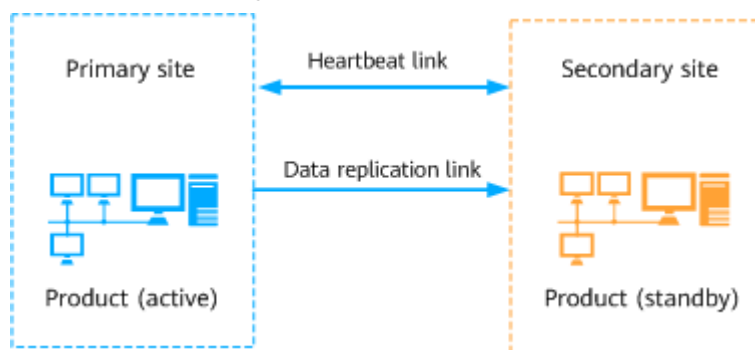 Primary site
Heartbeat link
Secondary site
Data replication link
Product (active)
Product (standby)